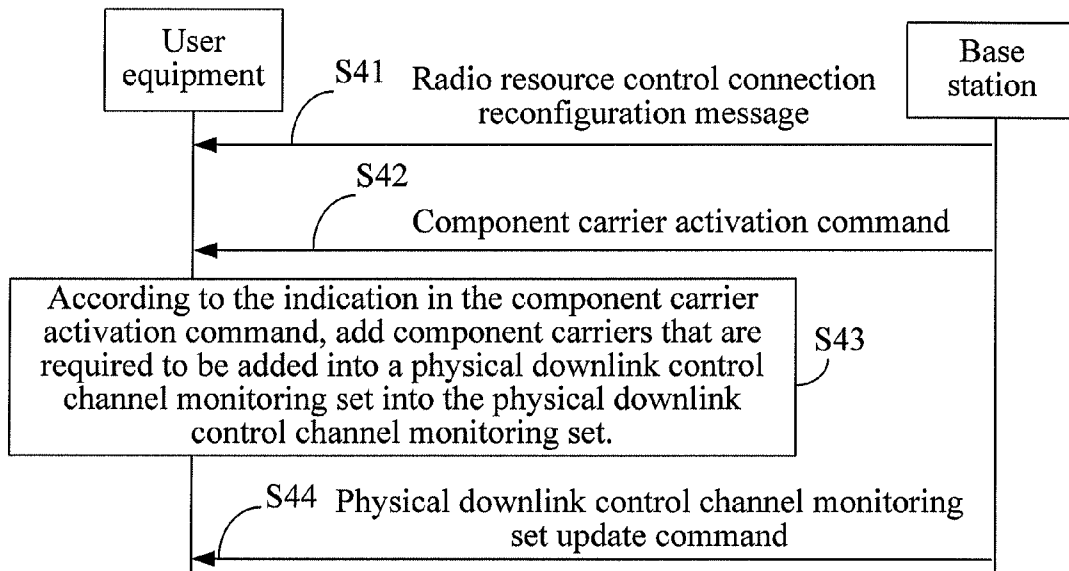 User
equipment
Base
station
S41
Radio resource control connection
reconfiguration message
S42
Component carrier activation command
According to the indication in the component carrier
activation command, add component carriers that are
required to be added into a physical downlink control
channel monitoring set into the physical downlink
control channel monitoring set.
S43
S44
Physical downlink control channel monitoring
set update command